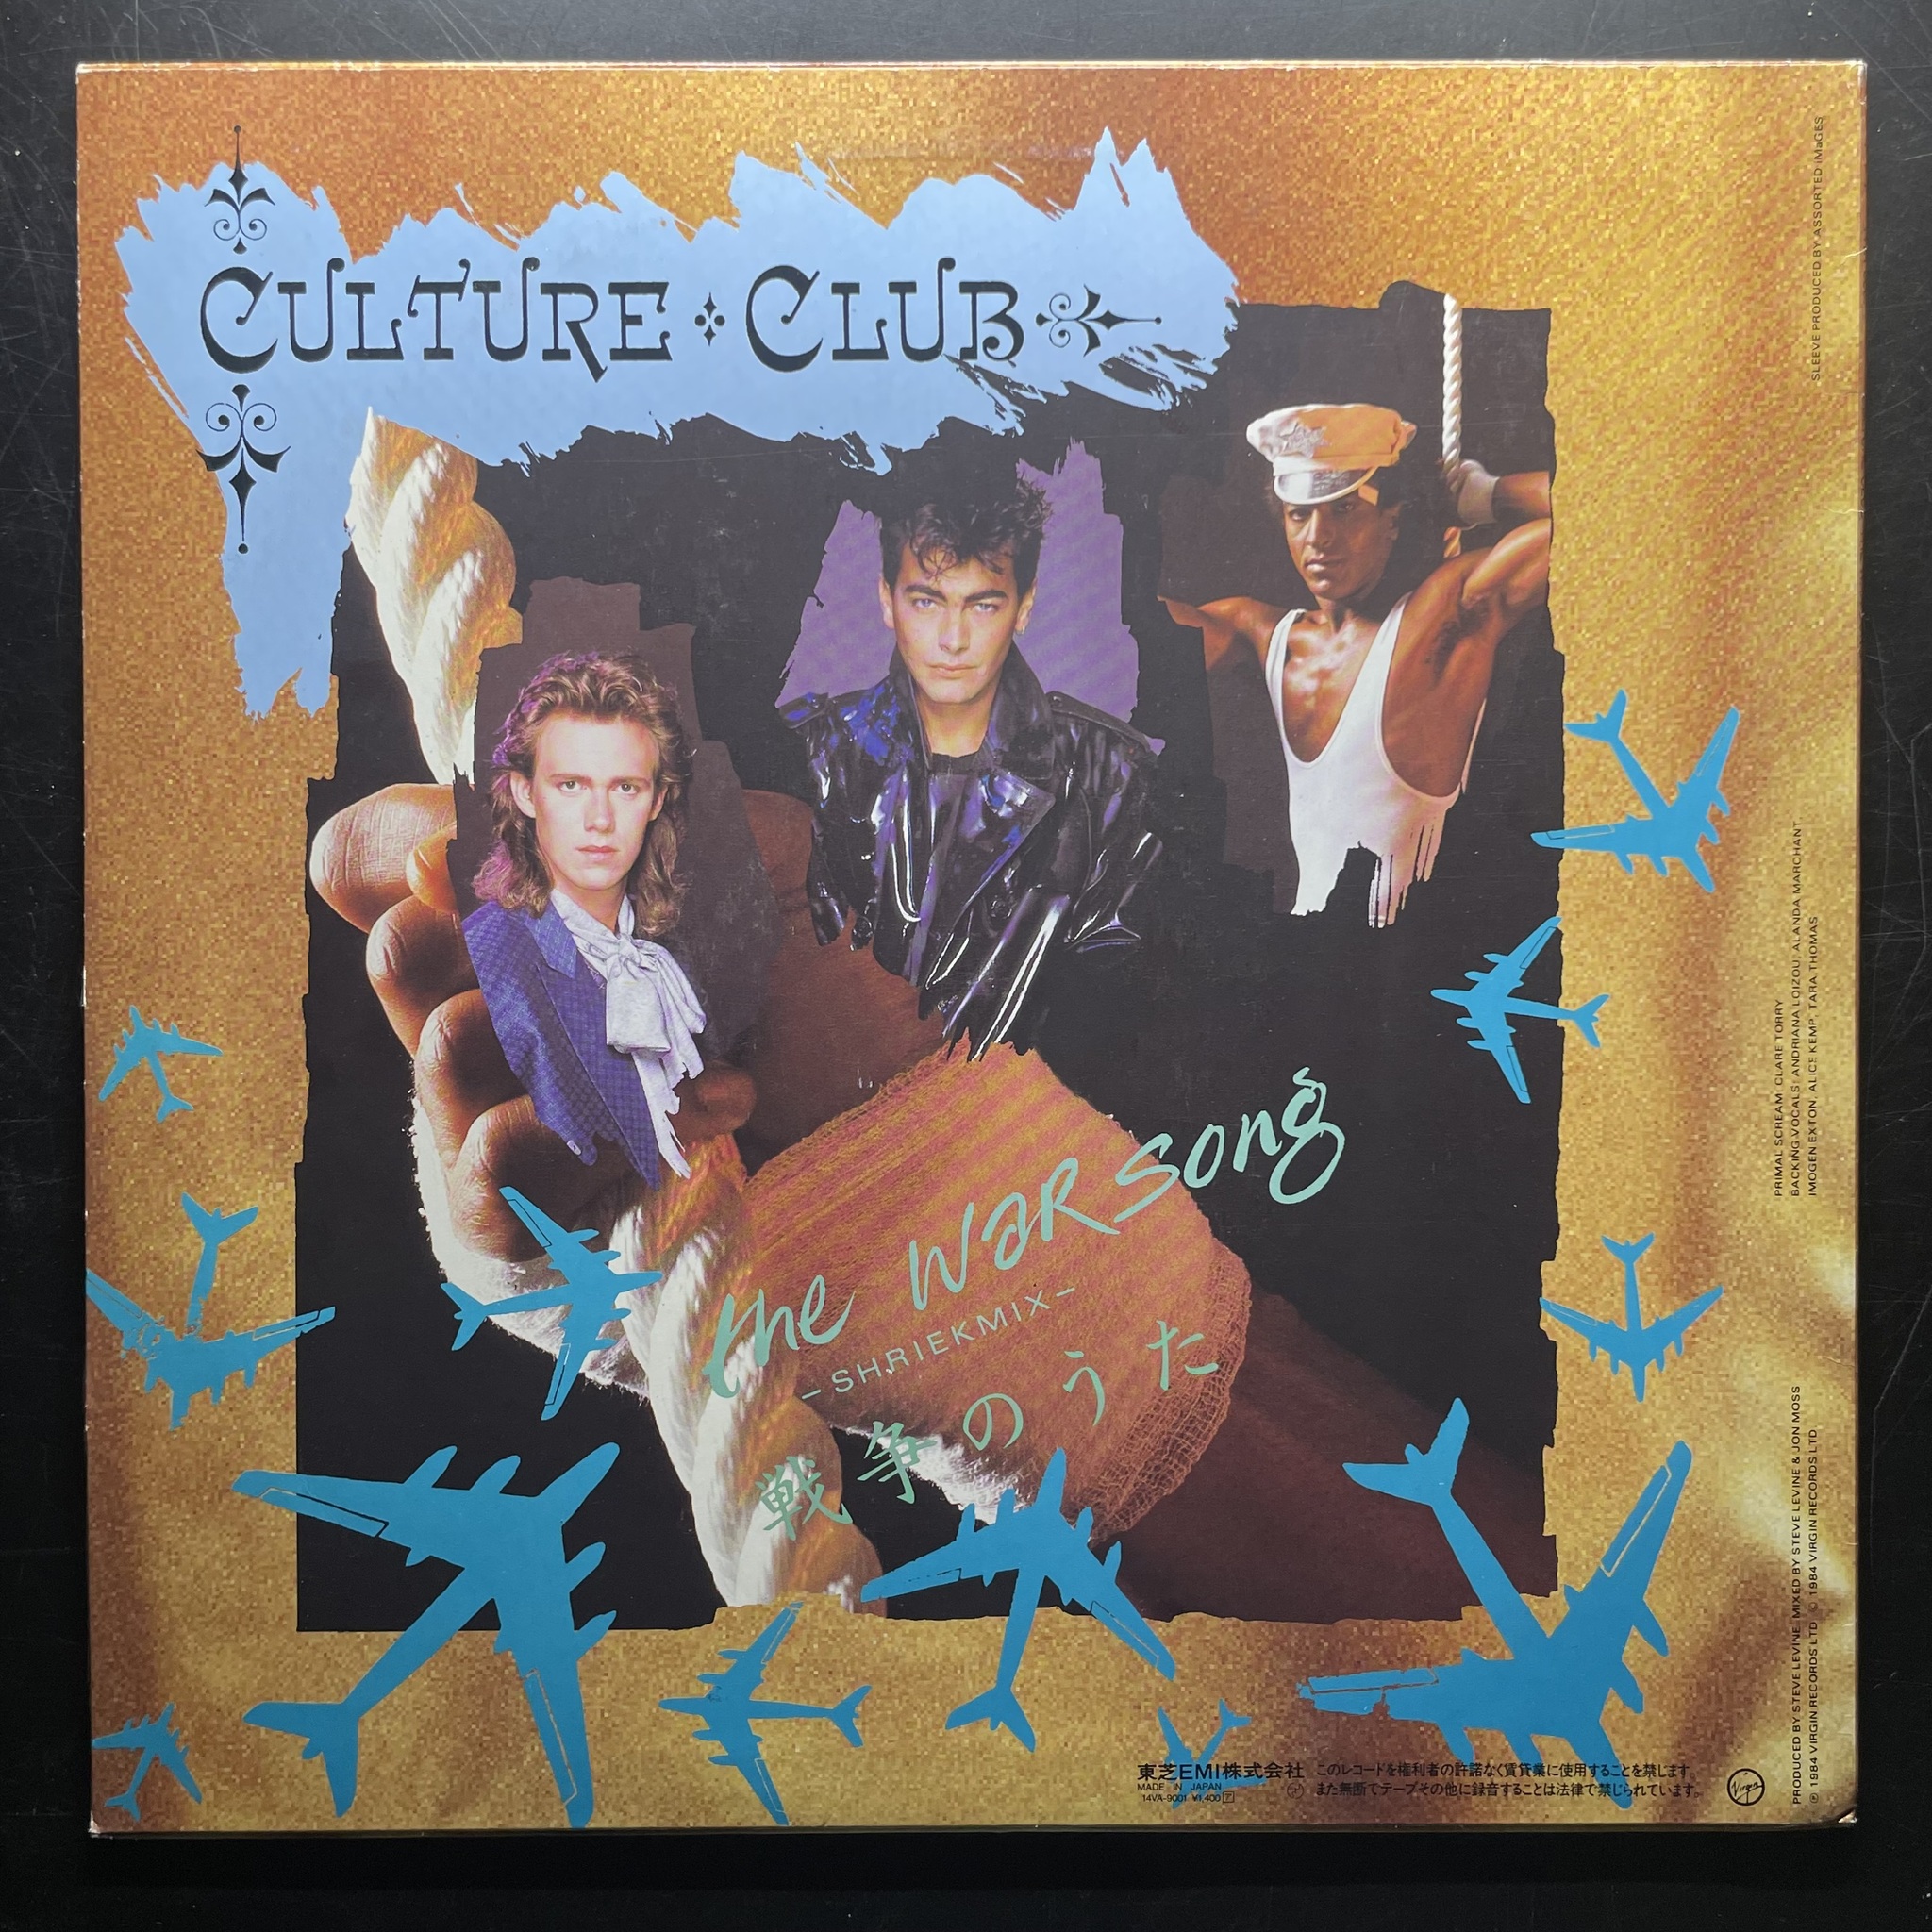 CULTURE CLUB
the war song
-SHRIEKMIX-
戦争のうた
SLEEVE PRODUCED BY ASSORTED iMaGES
PRIMAL SCREAM: CLARE TORRY
BACKING VOCALS: ANDRIANA LOIZOU, ALANDA MARCHANT,
IMOGEN EXTON, ALICE KEMP, TARA THOMAS
PRODUCED BY STEVE LEVINE. MIXED BY STEVE LEVINE & JON MOSS
℗ 1984 VIRGIN RECORDS LTD © 1984 VIRGIN RECORDS LTD
東芝EMI株式会社
MADE IN JAPAN
14VA-9001 ¥1,400
このレコードを権利者の許諾なく賃貸業に使用することを禁じます。
また無断でテープその他に録音することは法律で禁じられています。
Virgin